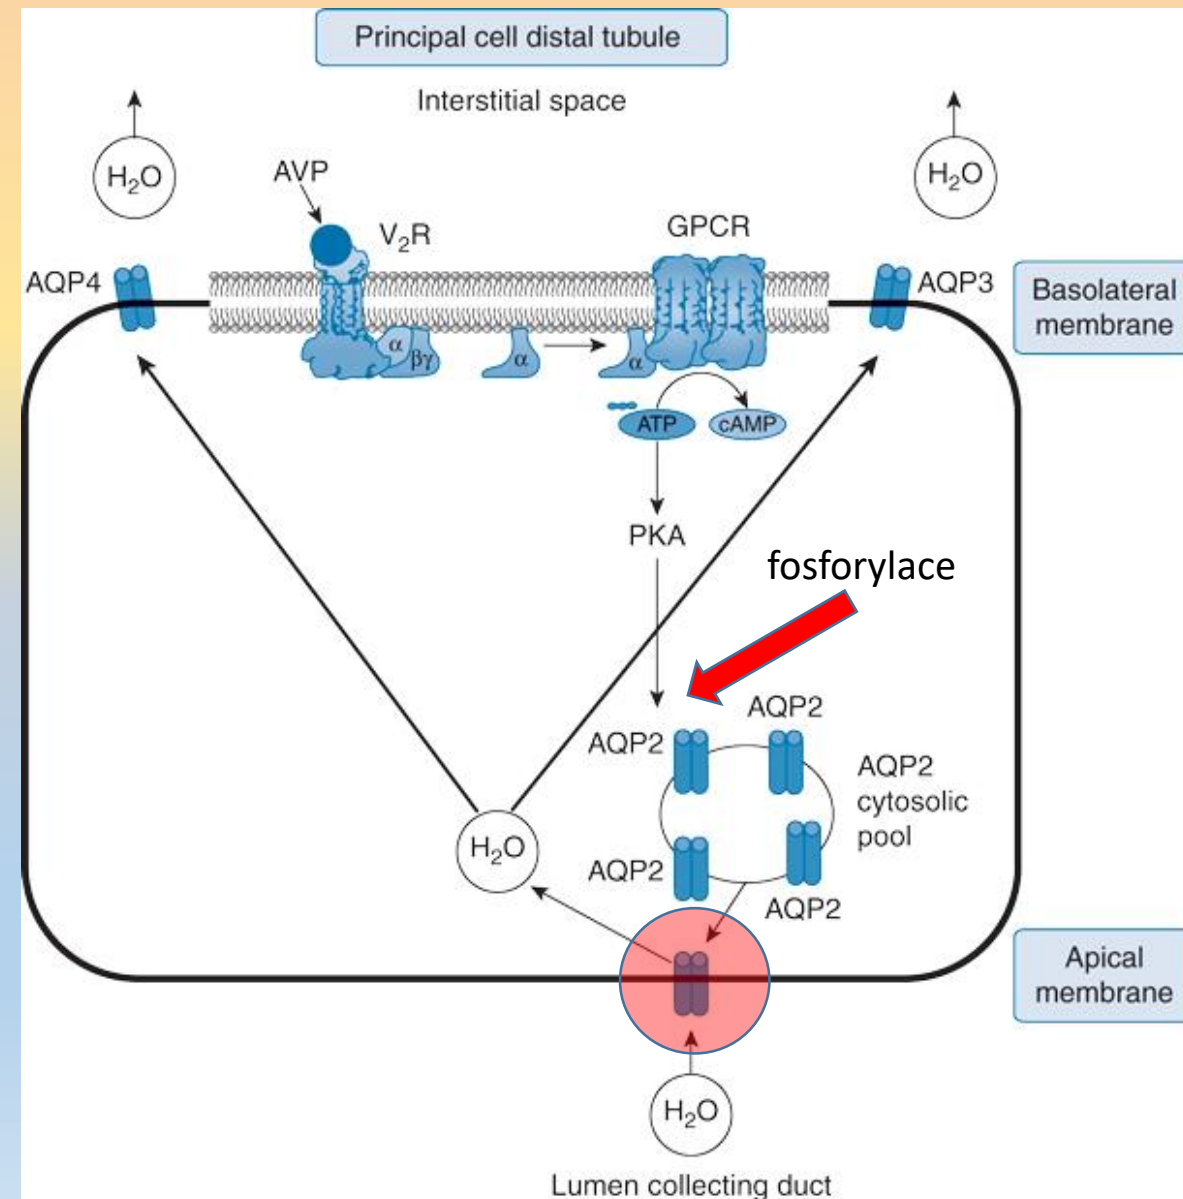 Principal cell distal tubule
Interstitial space
H₂O
H₂O
AVP
V₂R
GPCR
AQP4
AQP3
Basolateral
membrane
α
βγ
α
α
ATP
cAMP
PKA
fosforylace
AQP2
AQP2
AQP2
cytosolic
pool
H₂O
AQP2
AQP2
Apical
membrane
H₂O
Lumen collecting duct